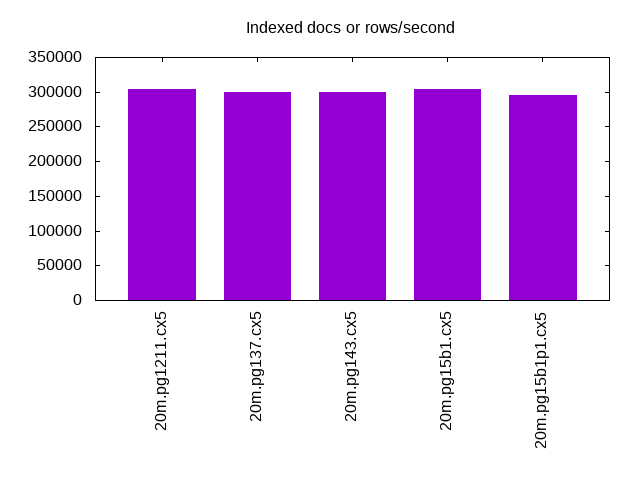 Indexed docs or rows/second
350000
300000
250000
200000
150000
100000
50000
0
20m.pg1211.cx5
20m.pg137.cx5
20m.pg143.cx5
20m.pg15b1.cx5
20m.pg15b1p1.cx5